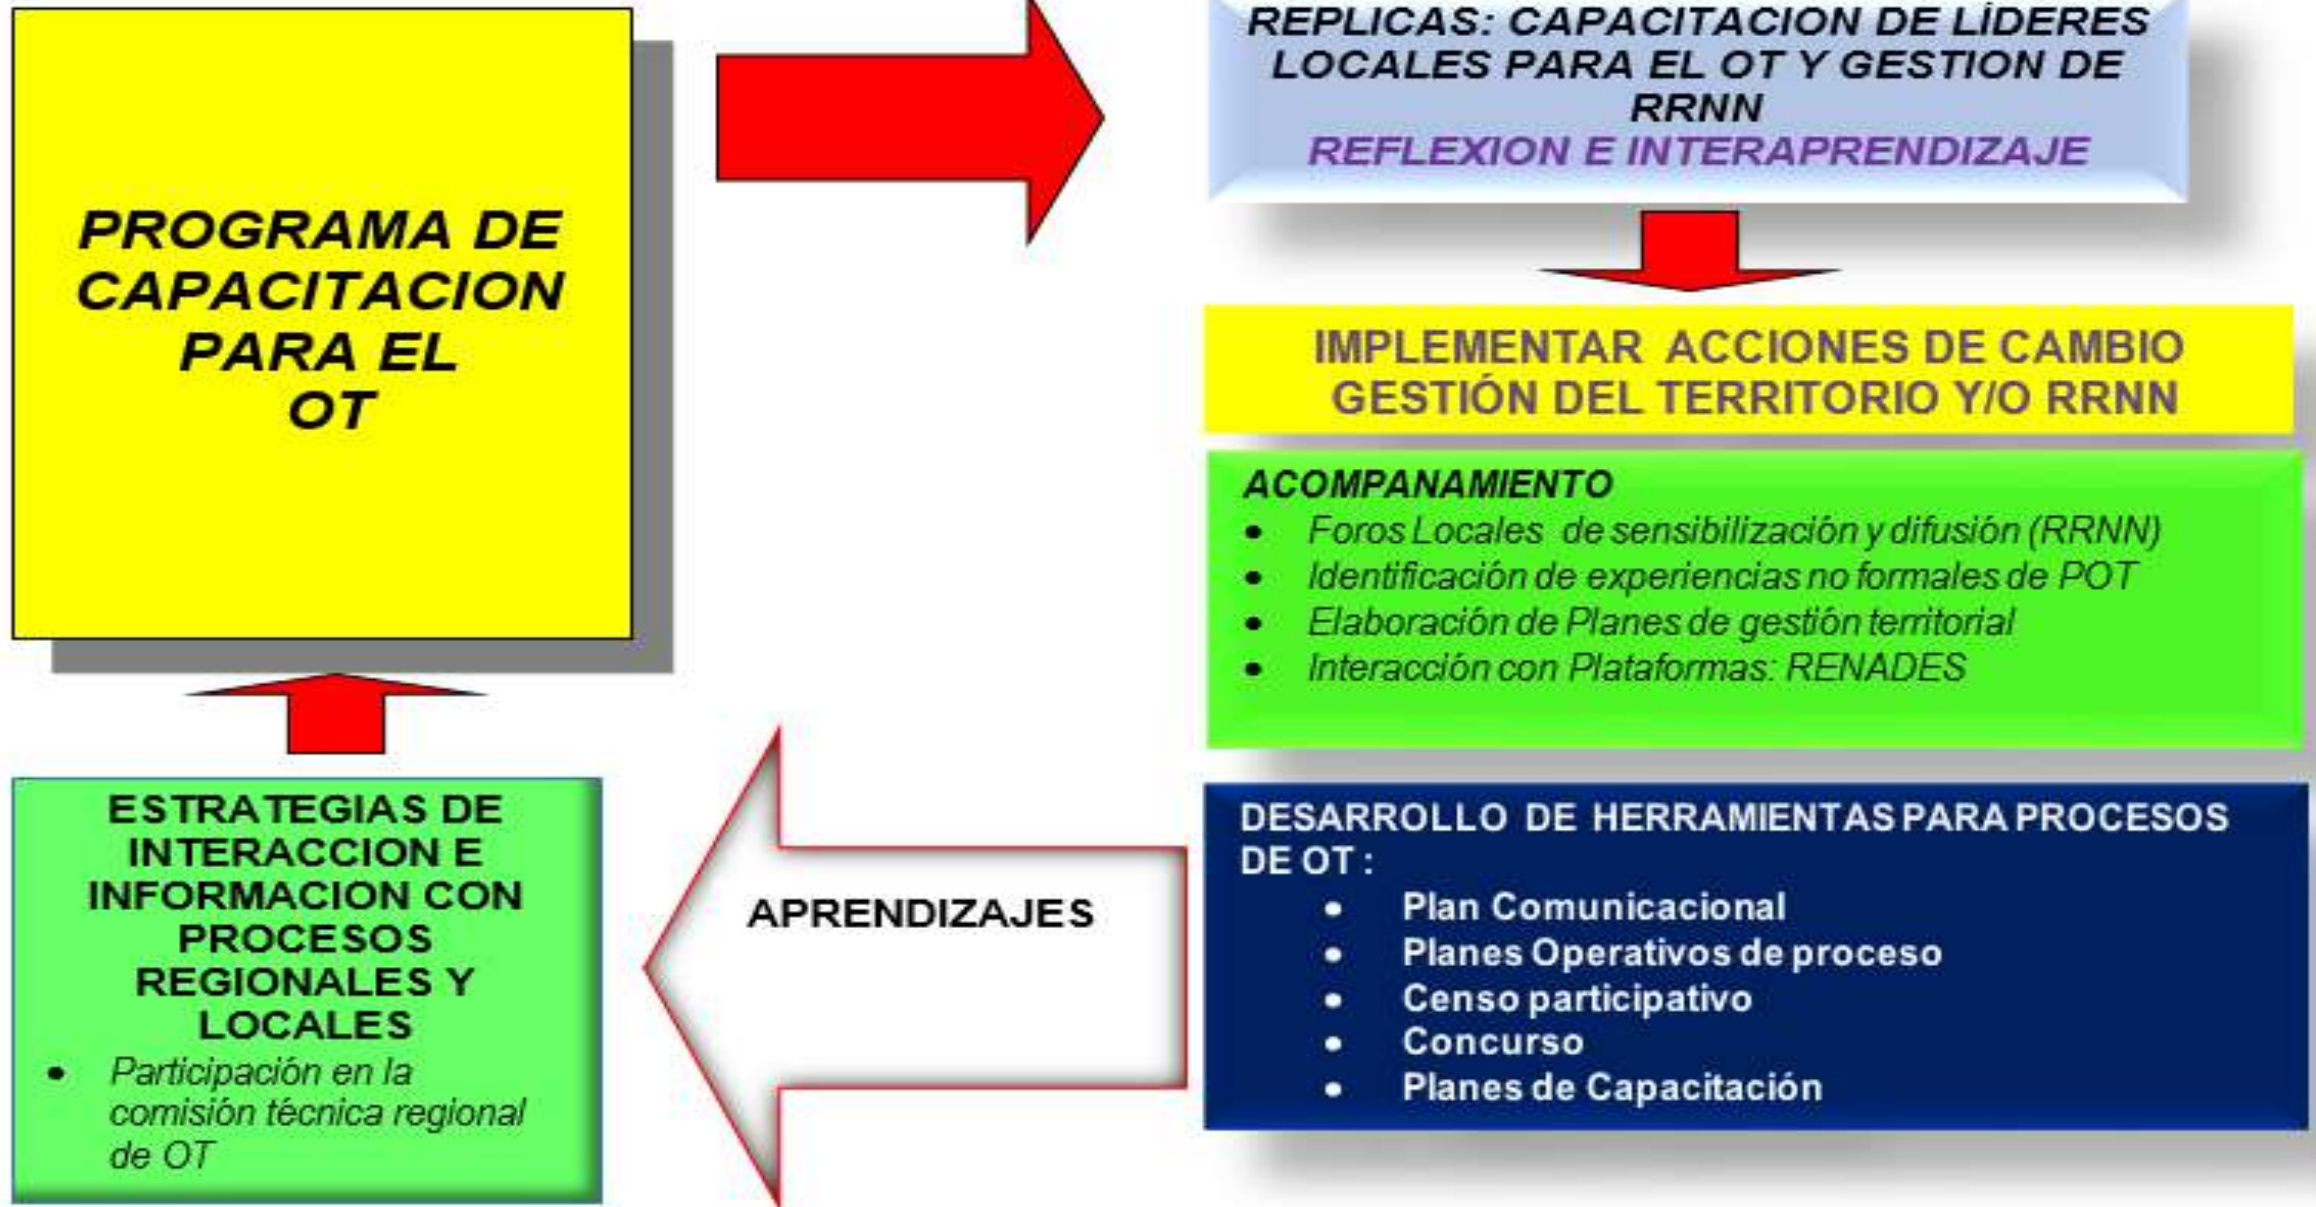 PROGRAMA DE
CAPACITACION
PARA EL
OT
REPLICAS: CAPACITACION DE LÍDERES
LOCALES PARA EL OT Y GESTION DE
RRNN
REFLEXION E INTERAPRENDIZAJE
IMPLEMENTAR ACCIONES DE CAMBIO
GESTIÓN DEL TERRITORIO Y/O RRNN
ACOMPANAMIENTO
• Foros Locales de sensibilización y difusión (RRNN)
• Identificación de experiencias no formales de POT
• Elaboración de Planes de gestión territorial
• Interacción con Plataformas: RENADES
DESARROLLO DE HERRAMIENTAS PARA PROCESOS
DE OT :
• Plan Comunicacional
• Planes Operativos de proceso
• Censo participativo
• Concurso
• Planes de Capacitación
APRENDIZAJES
ESTRATEGIAS DE
INTERACCION E
INFORMACION CON
PROCESOS
REGIONALES Y
LOCALES
• Participación en la
comisión técnica regional
de OT